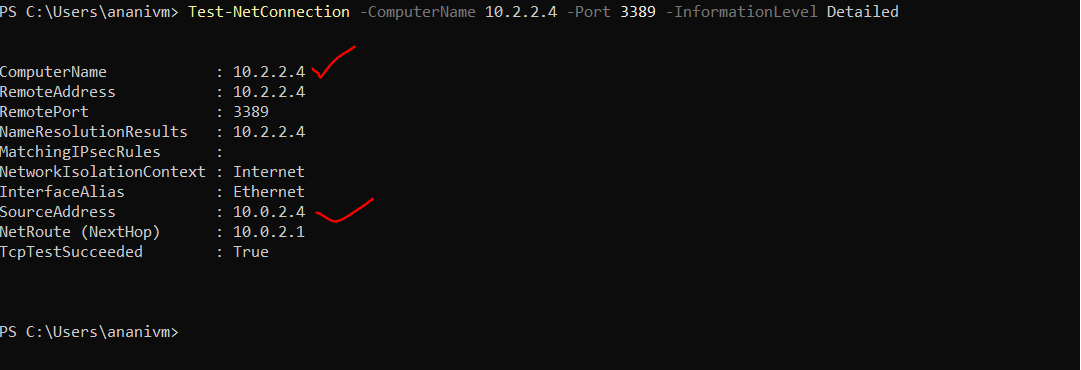 PS C:\Users\ananivm> Test-NetConnection -ComputerName 10.2.2.4 -Port 3389 -InformationLevel Detailed
ComputerName : 10.2.2.4
RemoteAddress : 10.2.2.4
RemotePort : 3389
NameResolutionResults : 10.2.2.4
MatchingIPsecRules :
NetworkIsolationContext : Internet
InterfaceAlias : Ethernet
SourceAddress : 10.0.2.4
NetRoute (NextHop) : 10.0.2.1
TcpTestSucceeded : True
PS C:\Users\ananivm>